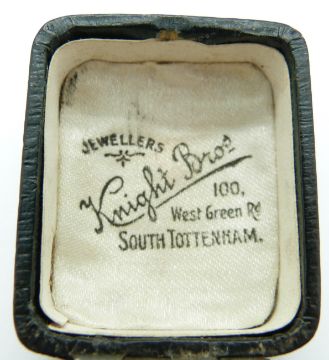 JEWELLERS
Knight Bros
100,
West Green Rd
SOUTH TOTTENHAM.